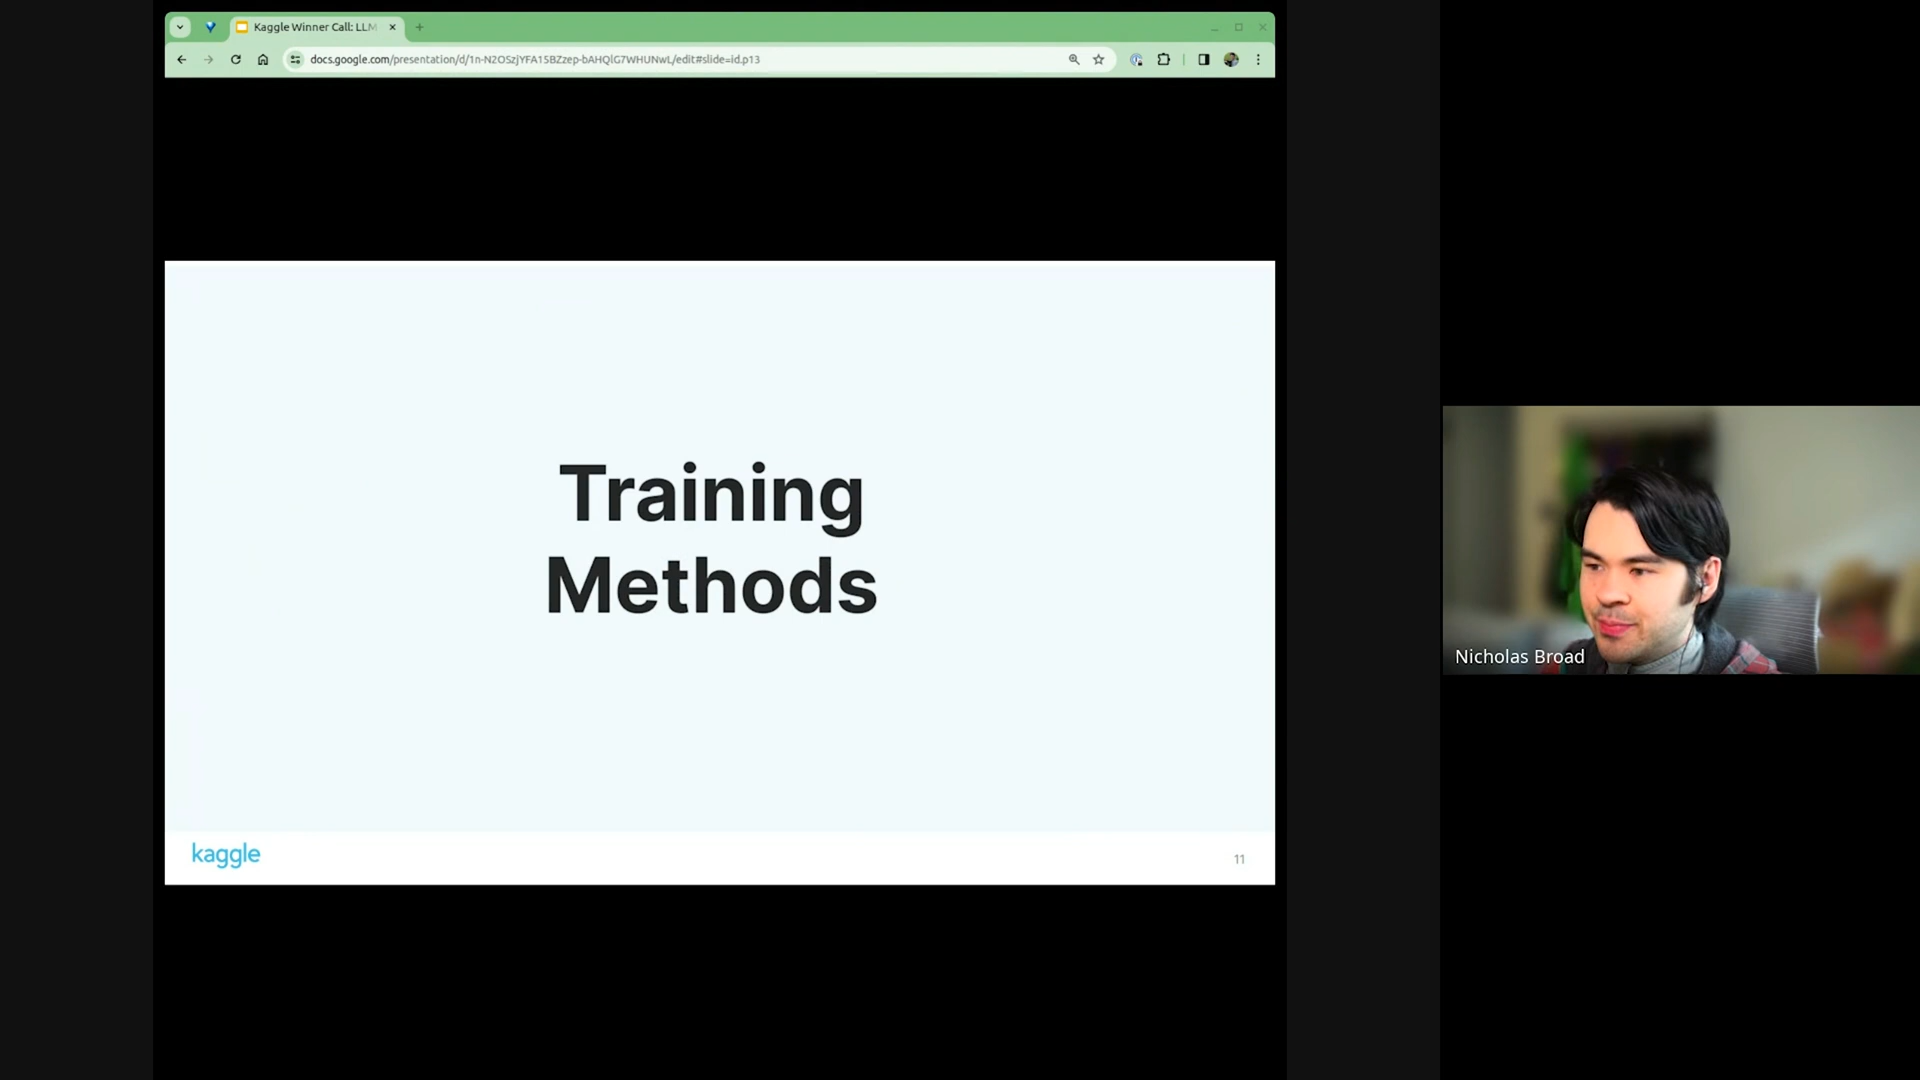 Kaggle Winner Call: LLM
docs.google.com/presentation/d/1n-N2OSzjYFA15BZzep-bAHQlG7WHUNwL/edit#slide=id.p13
Training
Methods
Nicholas Broad
kaggle
11